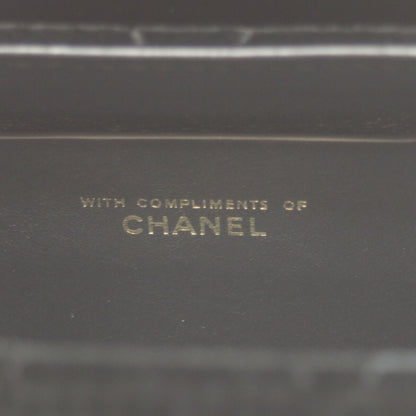 WITH COMPLIMENTS OF
CHANEL